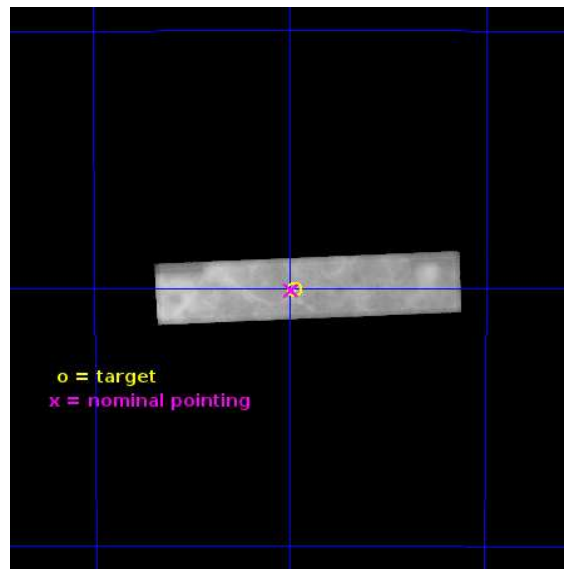 o = target
x = nominal pointing